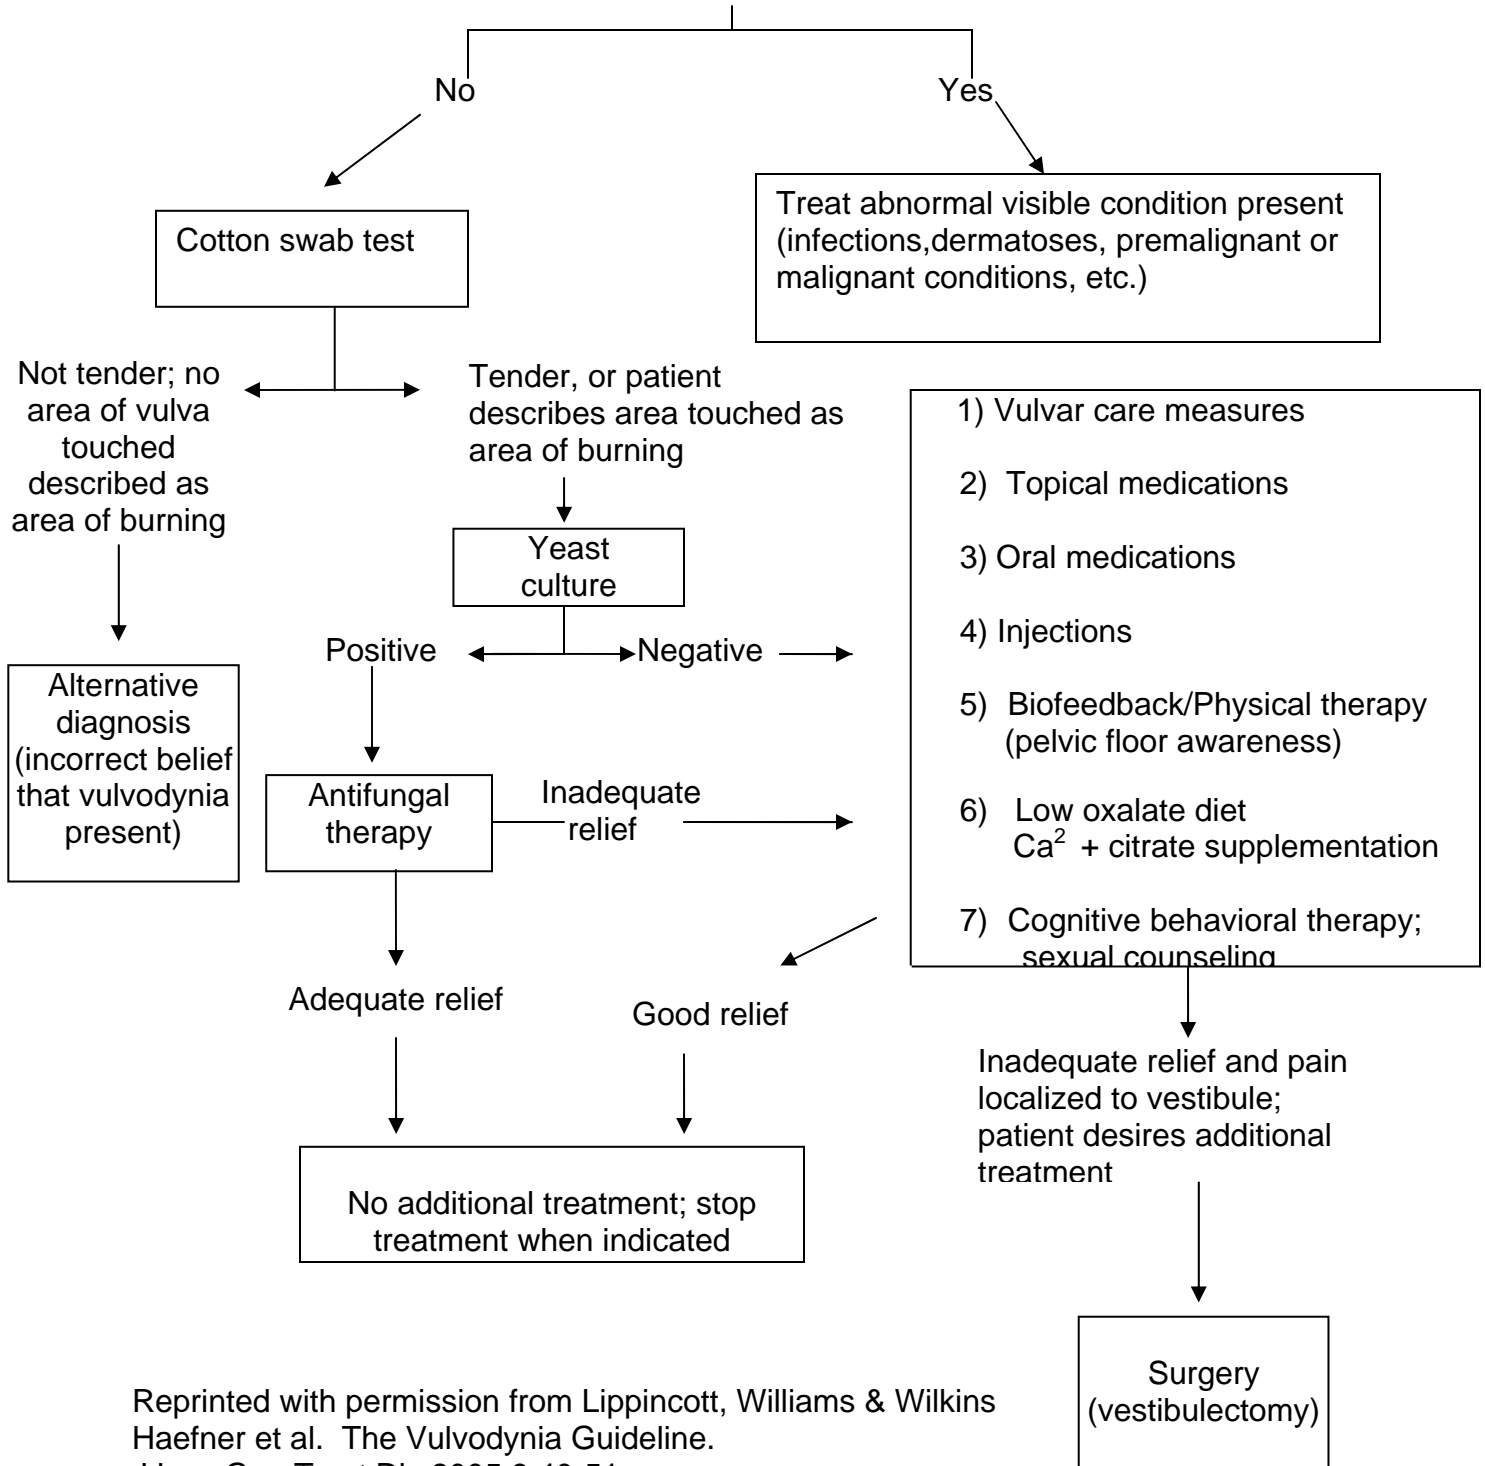 No
Yes
Cotton swab test
Treat abnormal visible condition present
(infections,dermatoses, premalignant or
malignant conditions, etc.)
Not tender; no
area of vulva
touched
described as
area of burning
Tender, or patient
describes area touched as
area of burning
Yeast
culture
Positive
Negative
Alternative
diagnosis
(incorrect belief
that vulvodynia
present)
Antifungal
therapy
Inadequate
relief
1) Vulvar care measures
2) Topical medications
3) Oral medications
4) Injections
5) Biofeedback/Physical therapy
(pelvic floor awareness)
6) Low oxalate diet
Ca² + citrate supplementation
7) Cognitive behavioral therapy;
sexual counseling
Adequate relief
Good relief
Inadequate relief and pain
localized to vestibule;
patient desires additional
treatment
No additional treatment; stop
treatment when indicated
Surgery
(vestibulectomy)
Reprinted with permission from Lippincott, Williams & Wilkins
Haefner et al. The Vulvodynia Guideline.